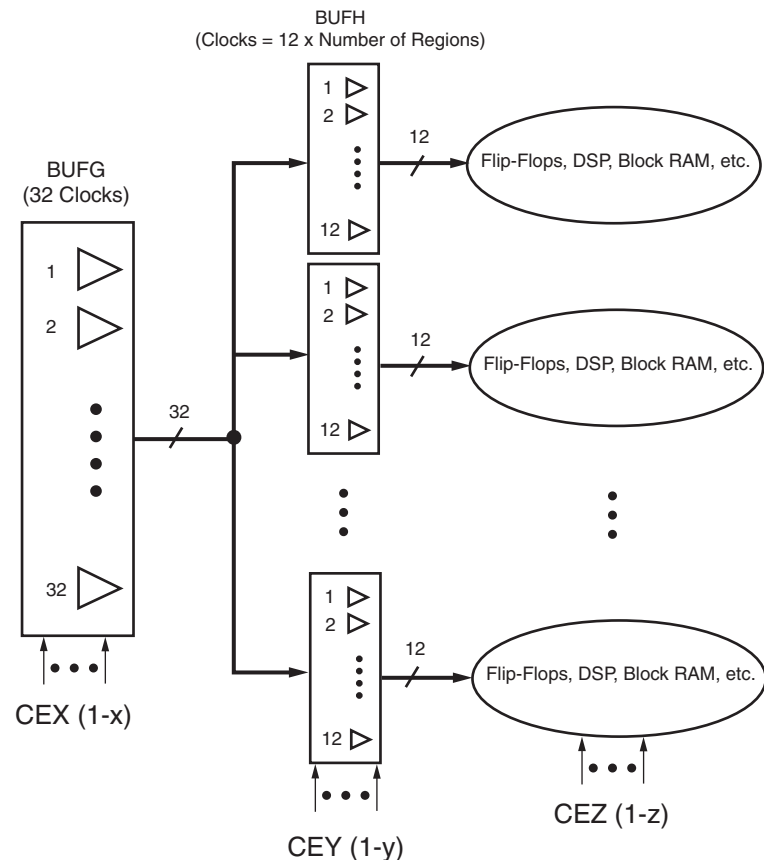 BUFH
(Clocks = 12 x Number of Regions)
1
2
12
12
Flip-Flops, DSP, Block RAM, etc.
BUFG
(32 Clocks)
1
2
32
32
1
2
12
12
Flip-Flops, DSP, Block RAM, etc.
1
2
12
12
Flip-Flops, DSP, Block RAM, etc.
CEX (1-x)
CEY (1-y)
CEZ (1-z)